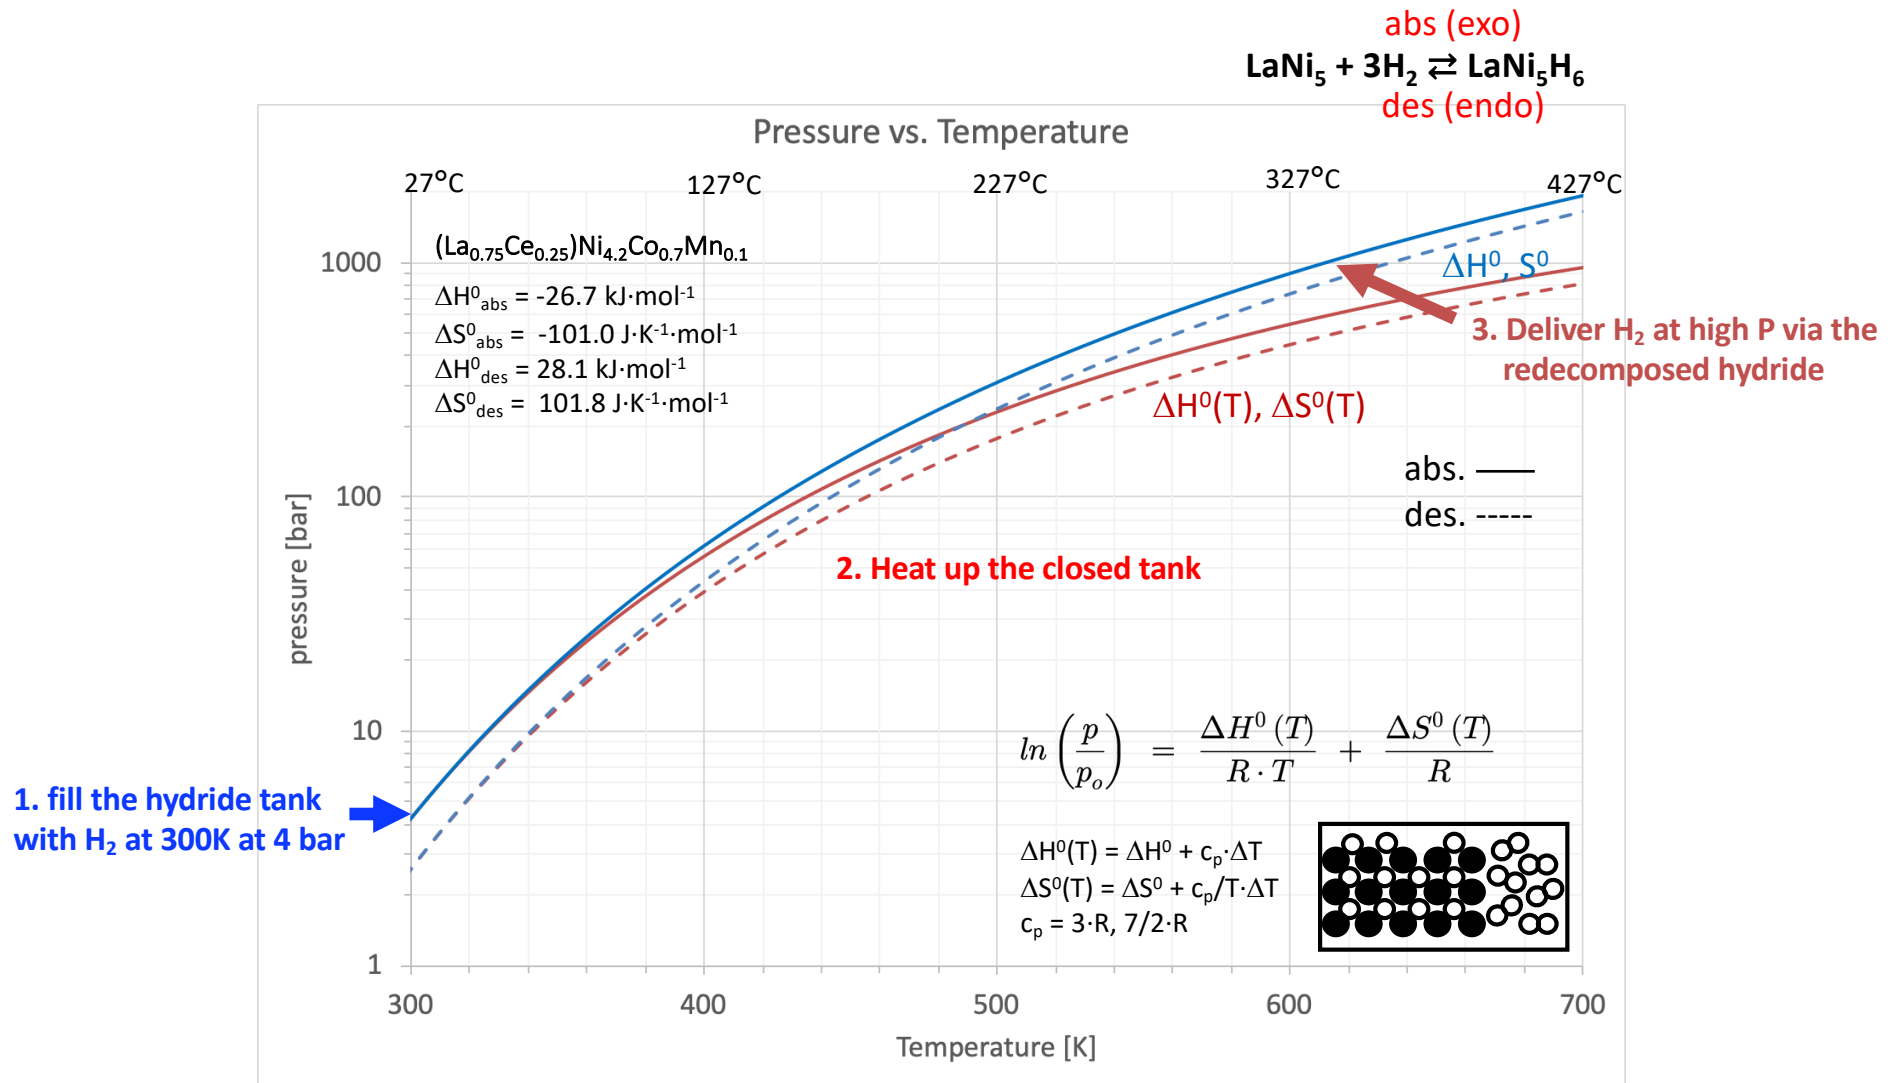 abs (exo)
LaNi₅ + 3H₂ ⇄ LaNi₅H₆
des (endo)
Pressure vs. Temperature
27°C 127°C 227°C 327°C 427°C
(La₀.₇₅Ce₀.₂₅)Ni₄.₂Co₀.₇Mn₀.₁
ΔH⁰abs = -26.7 kJ·mol⁻¹
ΔS⁰abs = -101.0 J·K⁻¹·mol⁻¹
ΔH⁰des = 28.1 kJ·mol⁻¹
ΔS⁰des = 101.8 J·K⁻¹·mol⁻¹
1000
100
10
1
pressure [bar]
ΔH⁰, S⁰
3. Deliver H₂ at high P via the
redecomposed hydride
ΔH⁰(T), ΔS⁰(T)
abs.
des.
2. Heat up the closed tank
ln(p/pₒ) = ΔH⁰(T)/(R·T) + ΔS⁰(T)/R
1. fill the hydride tank
with H₂ at 300K at 4 bar
ΔH⁰(T) = ΔH⁰ + cₚ·ΔT
ΔS⁰(T) = ΔS⁰ + cₚ/T·ΔT
cₚ = 3·R, 7/2·R
300 400 500 600 700
Temperature [K]